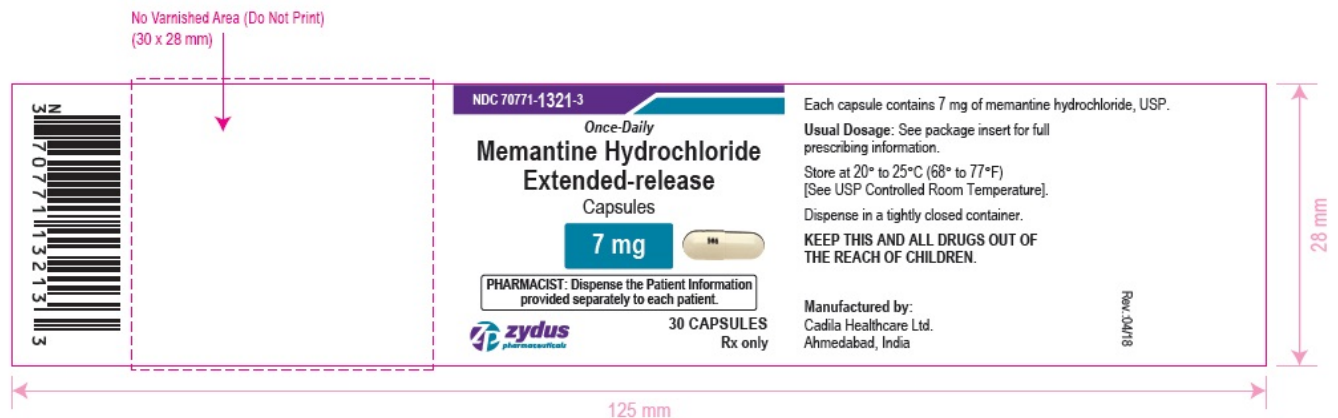 No Varnished Area (Do Not Print)
(30 x 28 mm)
N
3
70771
13213
3
NDC 70771-1321-3
Once-Daily
Memantine Hydrochloride
Extended-release
Capsules
7 mg
PHARMACIST: Dispense the Patient Information
provided separately to each patient.
zydus
pharmaceuticals
30 CAPSULES
Rx only
Each capsule contains 7 mg of memantine hydrochloride, USP.
Usual Dosage: See package insert for full
prescribing information.
Store at 20° to 25°C (68° to 77°F)
[See USP Controlled Room Temperature].
Dispense in a tightly closed container.
KEEP THIS AND ALL DRUGS OUT OF
THE REACH OF CHILDREN.
Manufactured by:
Cadila Healthcare Ltd.
Ahmedabad, India
Rev.:04/18
28 mm
125 mm